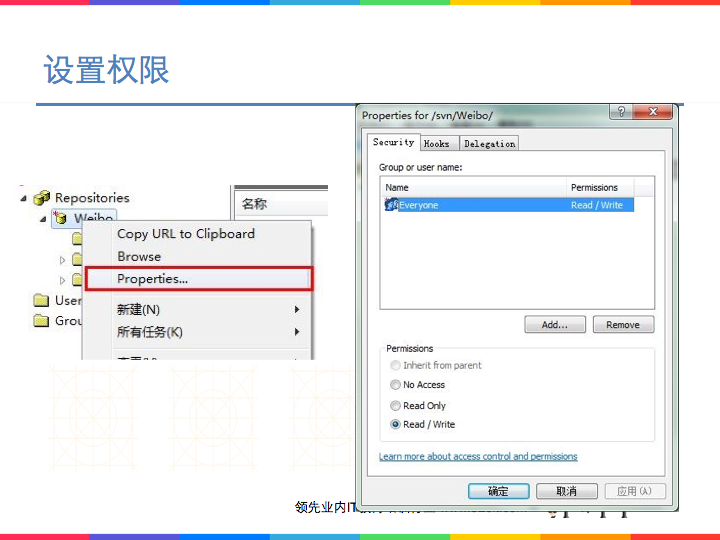 设置权限
Repositories
Weibo
Copy URL to Clipboard
Browse
Properties...
新建(N)
所有任务(K)
User
Grou
名称
Properties for /svn/Weibo/
Security Hooks Delegation
Group or user name:
Name Permissions
Everyone Read / Write
Add... Remove
Permissions
Inherit from parent
No Access
Read Only
Read / Write
Learn more about access control and permissions
确定 取消 应用(A)
领先业内IT